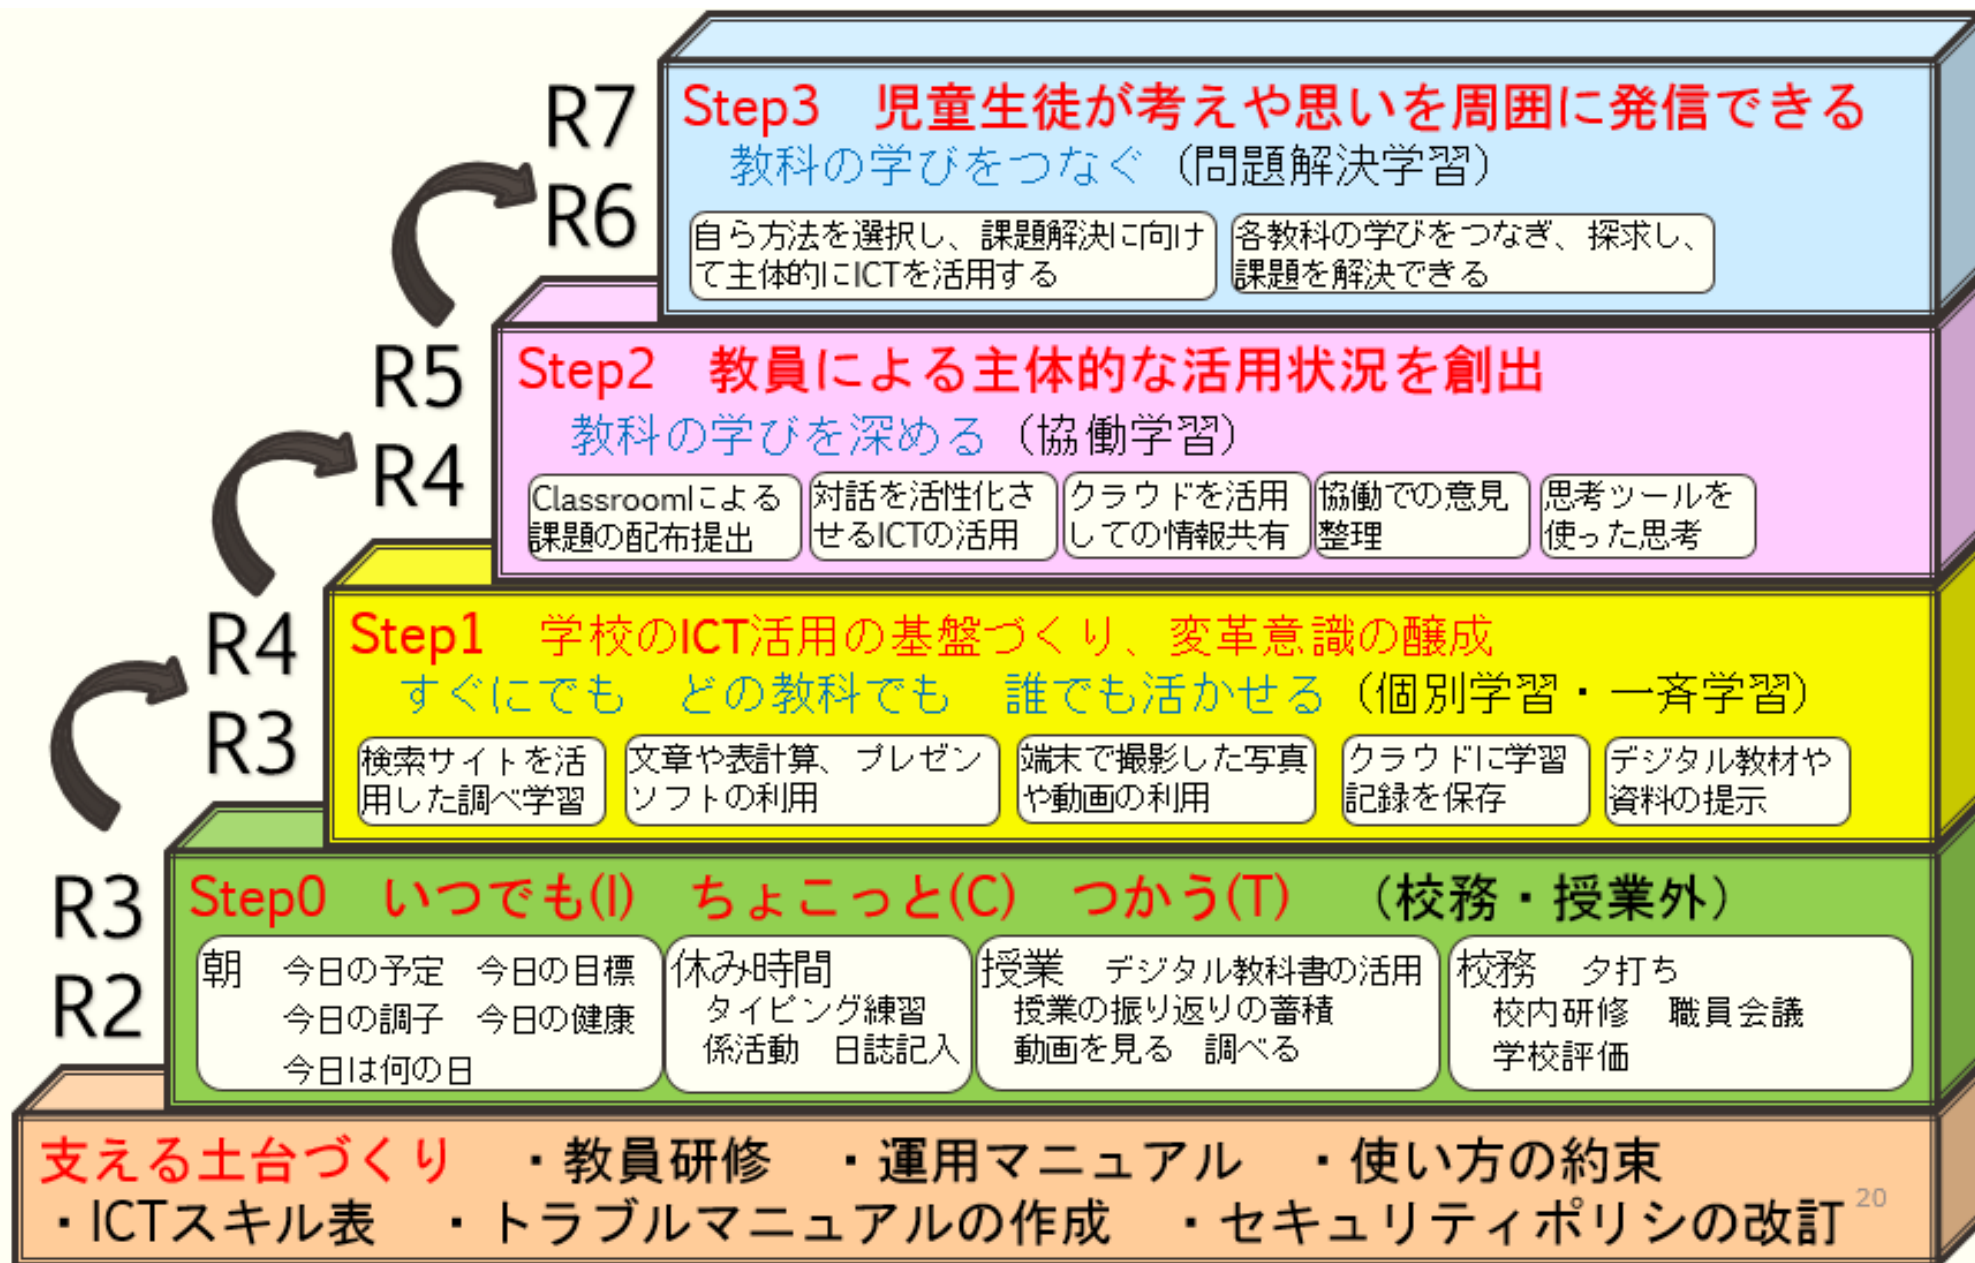 R7
R6
Step3 児童生徒が考えや思いを周囲に発信できる
教科の学びをつなぐ（問題解決学習）
自ら方法を選択し、課題解決に向け
て主体的にICTを活用する
各教科の学びをつなぎ、探求し、
課題を解決できる
R5
R4
Step2 教員による主体的な活用状況を創出
教科の学びを深める（協働学習）
Classroomによる
課題の配布提出
対話を活性化さ
せるICTの活用
クラウドを活用
しての情報共有
協働での意見
整理
思考ツールを
使った思考
R4
R3
Step1 学校のICT活用の基盤づくり、変革意識の醸成
すぐにでも どの教科でも 誰でも活かせる（個別学習・一斉学習）
検索サイトを活
用した調べ学習
文章や表計算、プレゼン
ソフトの利用
端末で撮影した写真
や動画の利用
クラウドに学習
記録を保存
デジタル教材や
資料の提示
R3
R2
Step0 いつでも(I) ちょこっと(C) つかう(T) （校務・授業外）
朝 今日の予定 今日の目標
今日の調子 今日の健康
今日は何の日
休み時間
タイピング練習
係活動 日誌記入
授業 デジタル教科書の活用
授業の振り返りの蓄積
動画を見る 調べる
校務 夕打ち
校内研修 職員会議
学校評価
支える土台づくり ・教員研修 ・運用マニュアル ・使い方の約束
・ICTスキル表 ・トラブルマニュアルの作成 ・セキュリティポリシの改訂
20